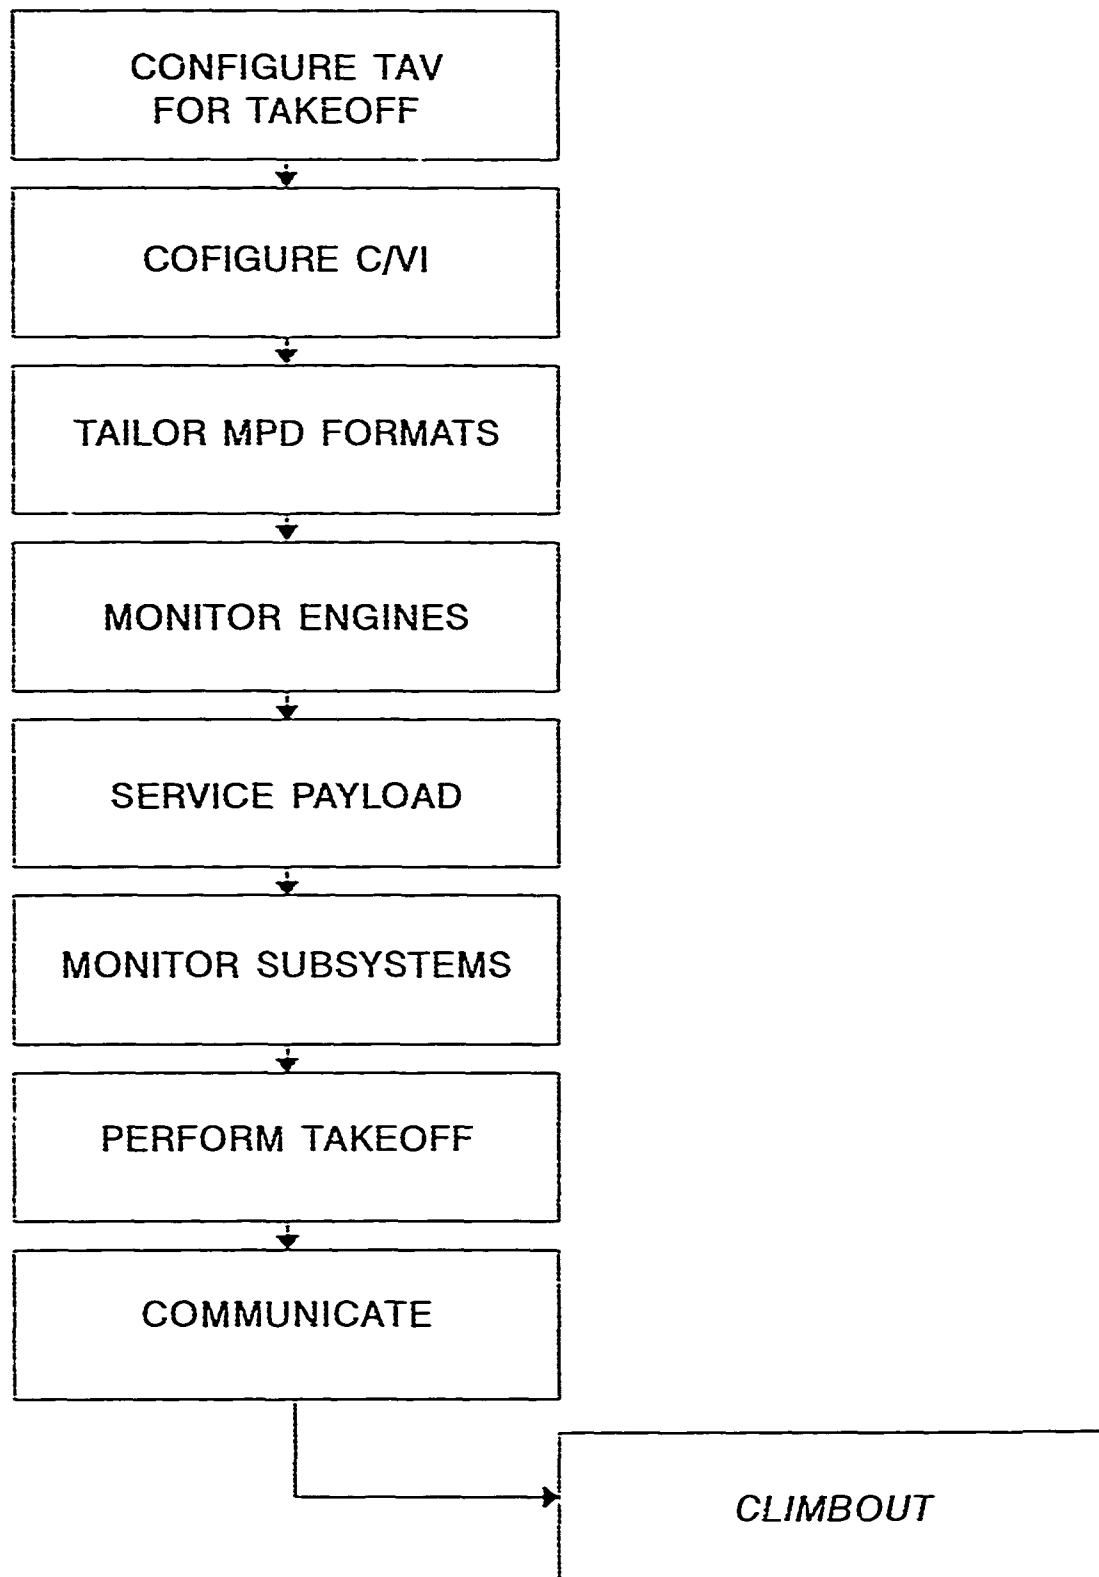 CONFIGURE TAV
FOR TAKEOFF
COFIGURE C/VI
TAILOR MPD FORMATS
MONITOR ENGINES
SERVICE PAYLOAD
MONITOR SUBSYSTEMS
PERFORM TAKEOFF
COMMUNICATE
CLIMBOUT